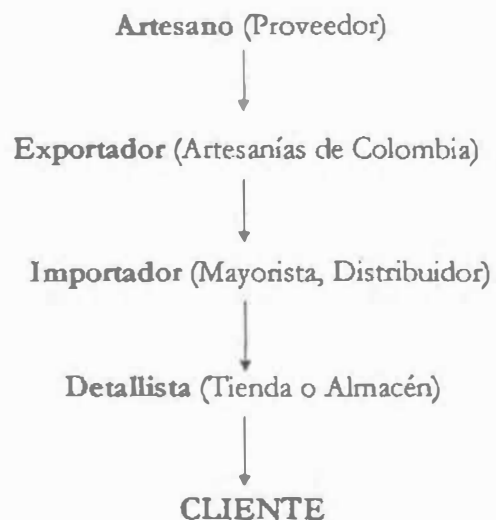 Artesano (Proveedor)
Exportador (Artesanías de Colombia)
Importador (Mayorista, Distribuidor)
Detallista (Tienda o Almacén)
CLIENTE